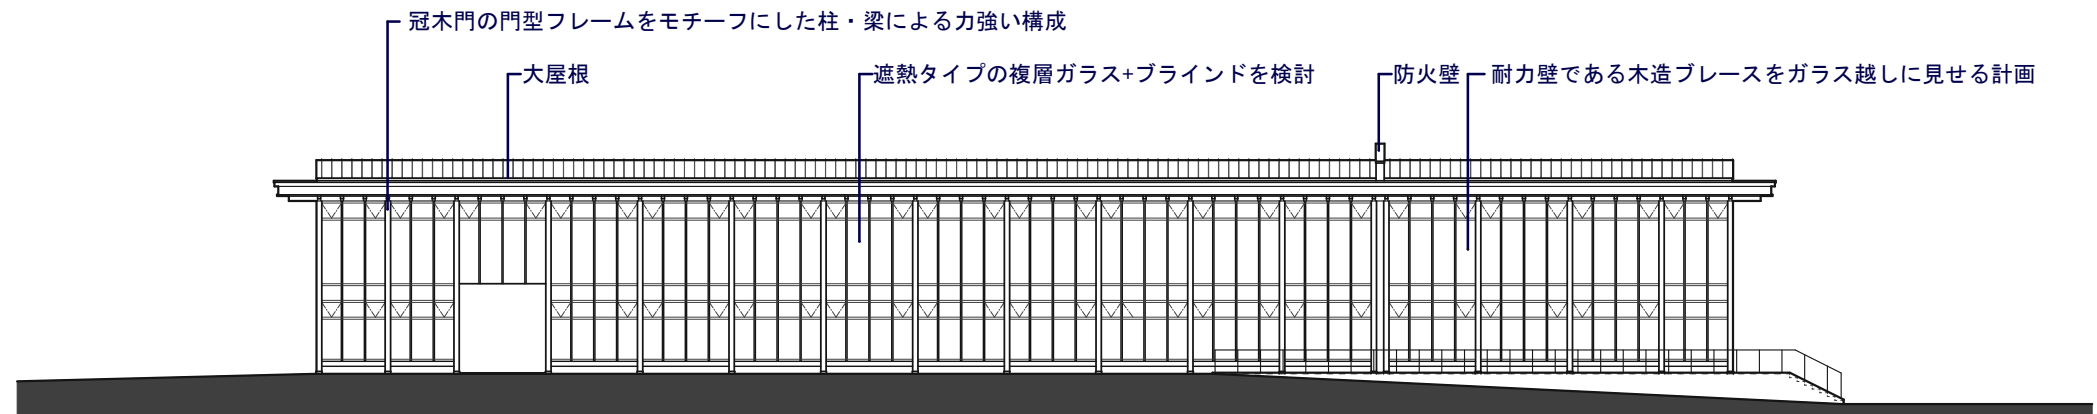 冠木門の門型フレームをモチーフにした柱・梁による力強い構成
大屋根
遮熱タイプの複層ガラス+ブラインドを検討
防火壁
耐力壁である木造ブレースをガラス越しに見せる計画